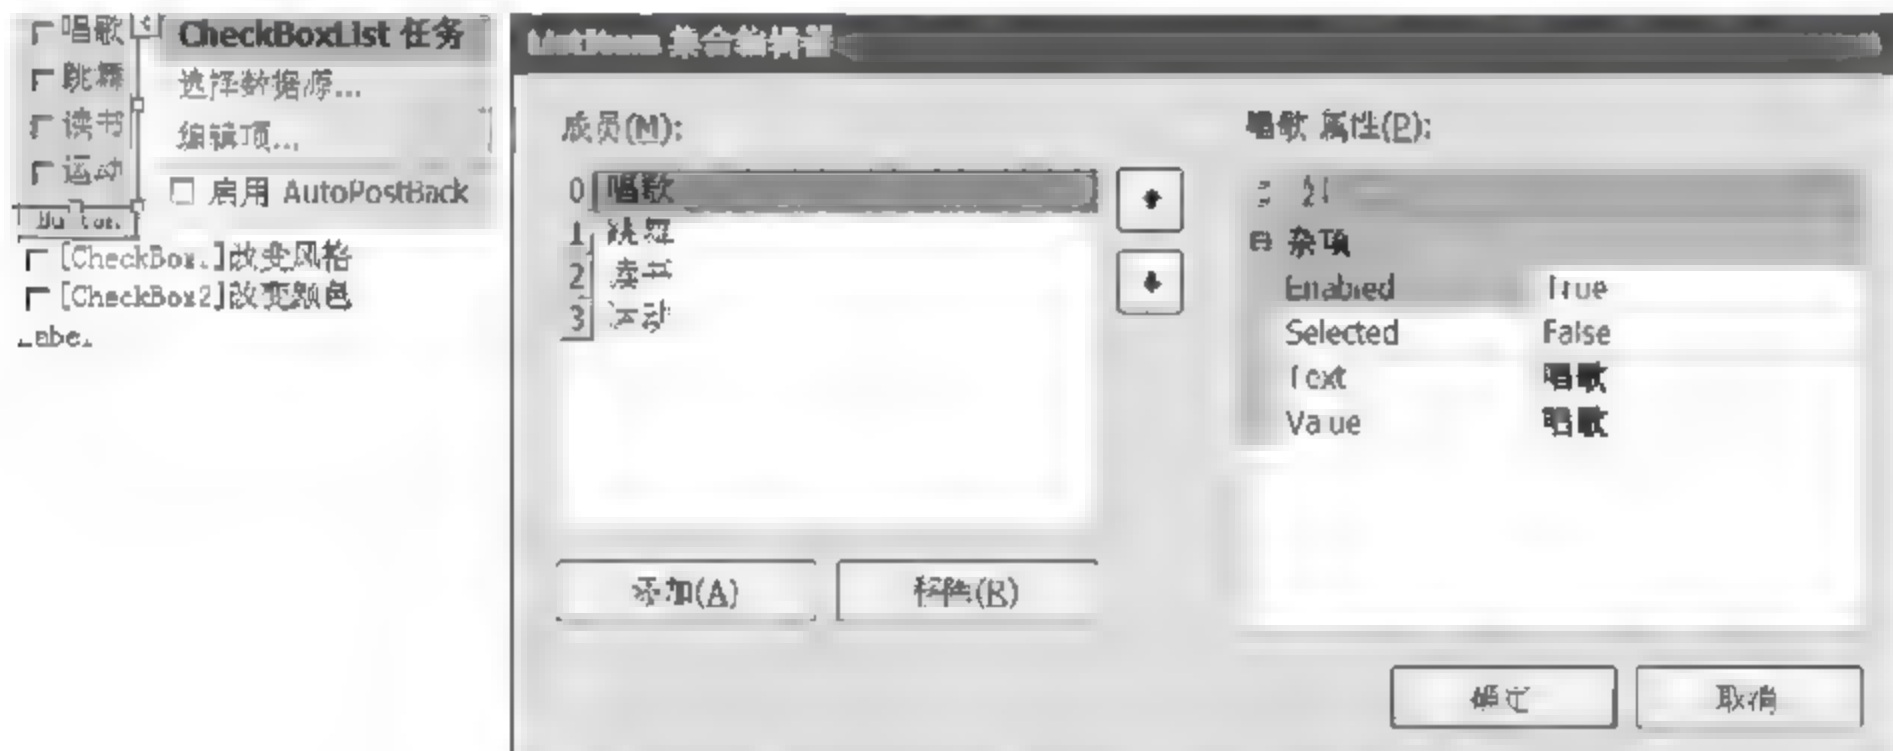 唱歌
跳舞
读书
运动
CheckBoxList 任务
选择数据源...
编辑项...
启用 AutoPostBack
Button
[CheckBox1]改变风格
[CheckBox2]改变颜色
Label
ListItem 集合编辑器
成员(M):
0 唱歌
1 跳舞
2 读书
3 运动
添加(A)
移除(R)
唱歌 属性(P):
杂项
Enabled True
Selected False
Text 唱歌
Value 唱歌
确定
取消